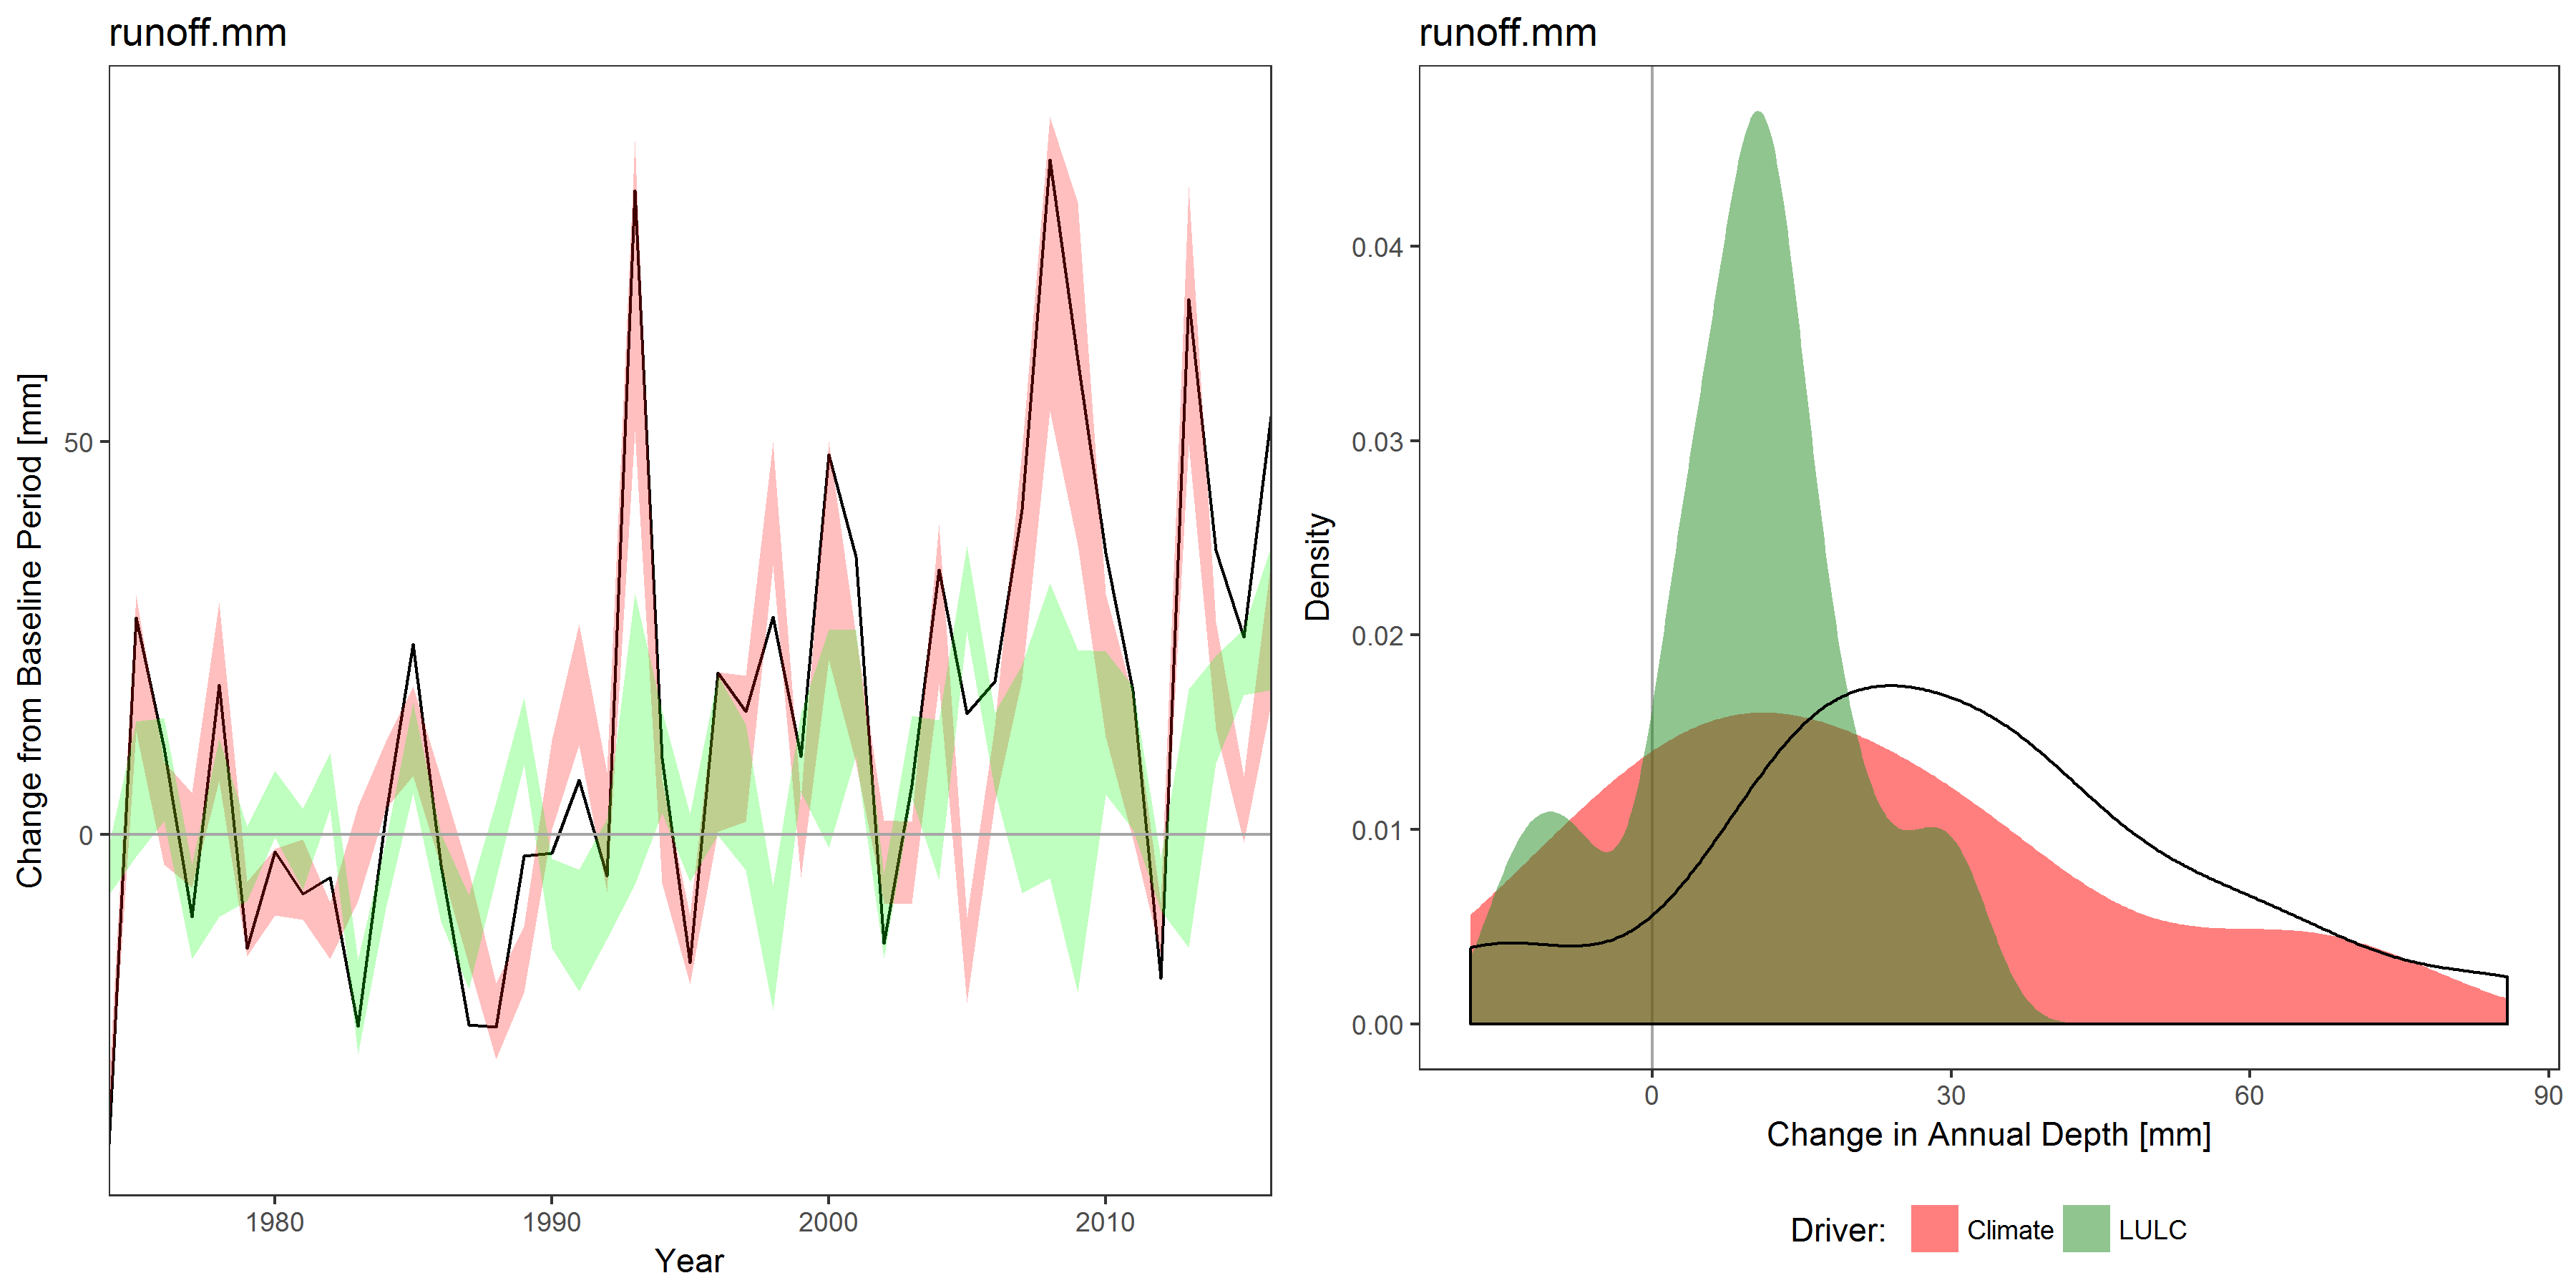 runoff.mm
Change from Baseline Period [mm]
50
0
1980
1990
2000
2010
Year
runoff.mm
Density
0.04
0.03
0.02
0.01
0.00
0
30
60
90
Change in Annual Depth [mm]
Driver:
Climate
LULC